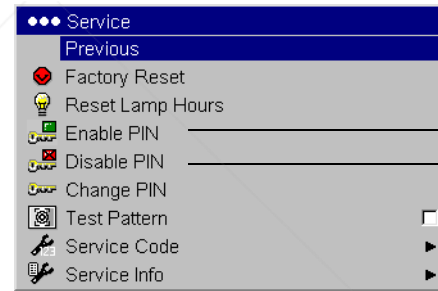 Service
Previous
Factory Reset
Reset Lamp Hours
Enable PIN
Disable PIN
Change PIN
Test Pattern
Service Code
Service Info